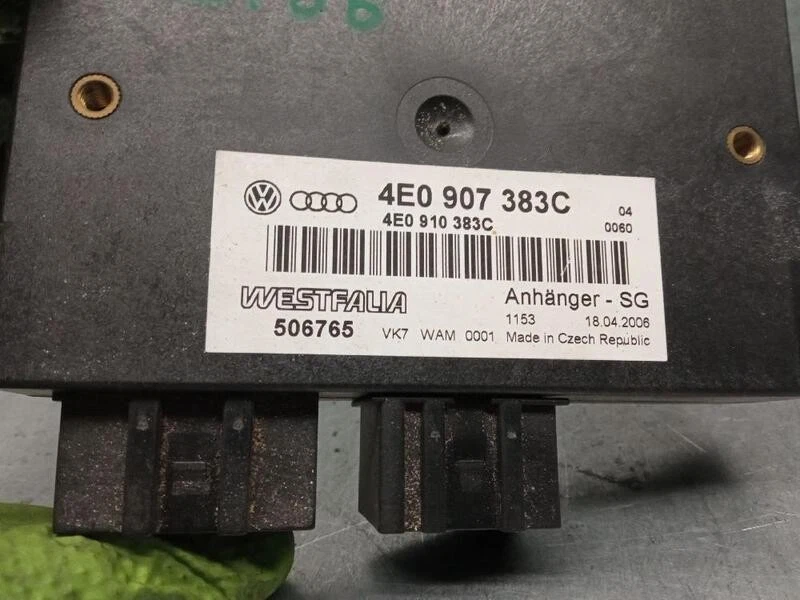 4E0 907 383C 04
4E0 910 383C 0060
WESTFALIA Anhänger - SG
506765 1153 18.04.2006
VK7 WAM 0001 Made in Czech Republic